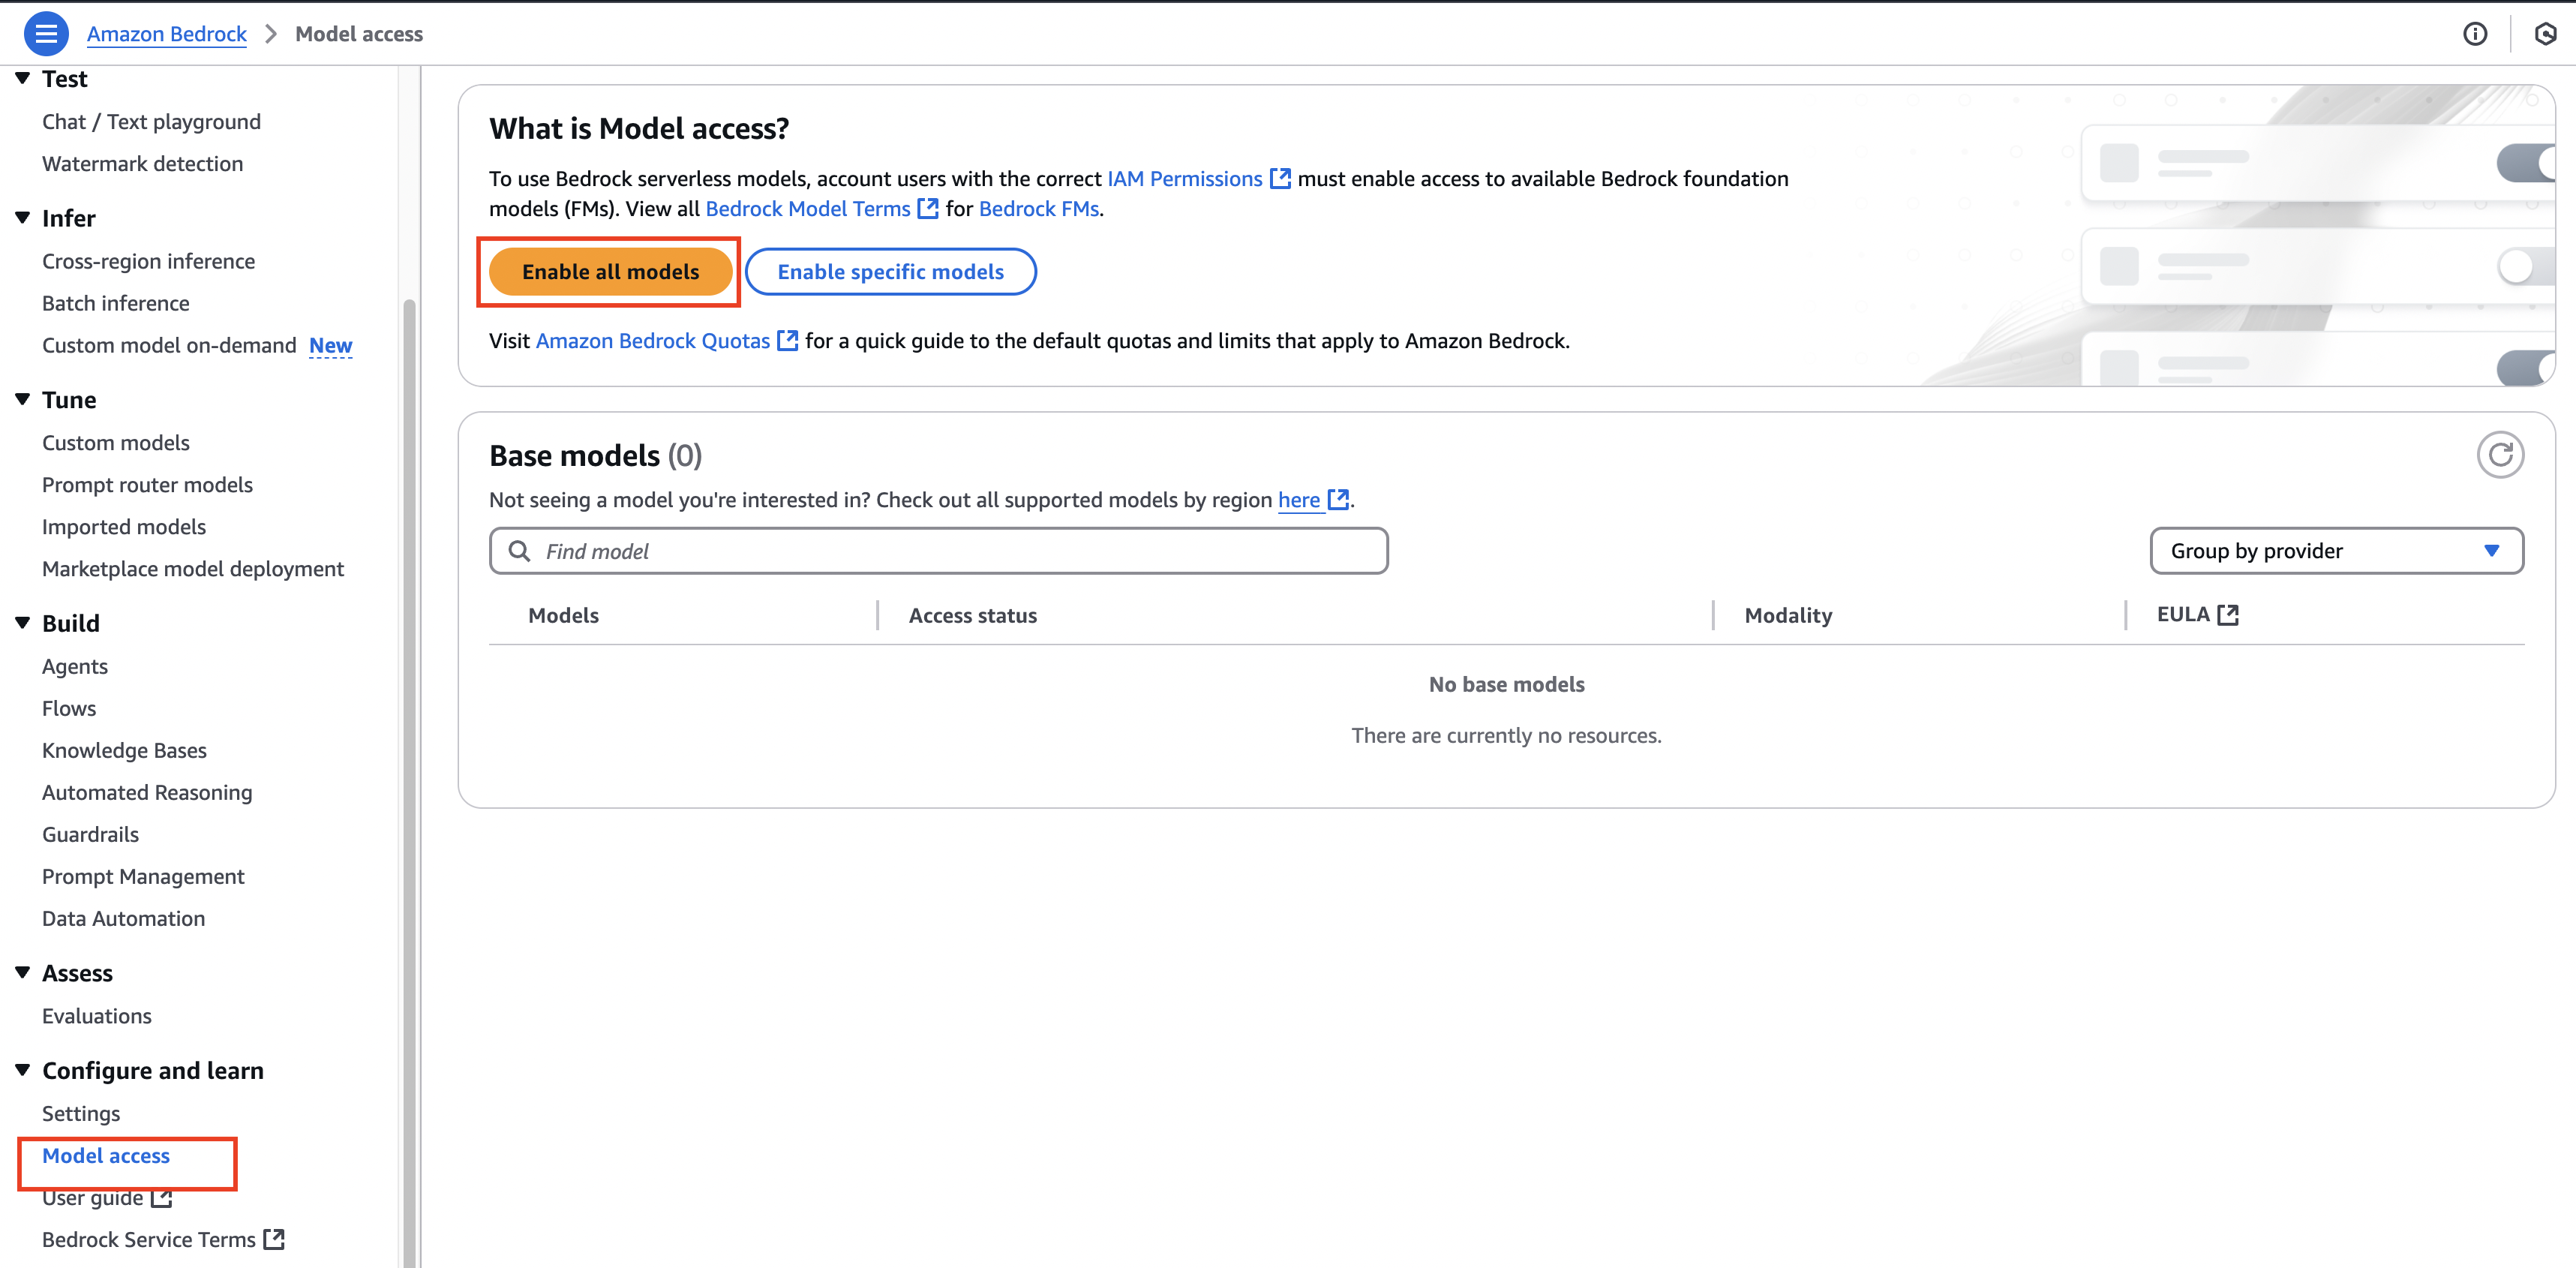 Amazon Bedrock > Model access
Test
Chat / Text playground
Watermark detection
Infer
Cross-region inference
Batch inference
Custom model on-demand New
Tune
Custom models
Prompt router models
Imported models
Marketplace model deployment
Build
Agents
Flows
Knowledge Bases
Automated Reasoning
Guardrails
Prompt Management
Data Automation
Assess
Evaluations
Configure and learn
Settings
Model access
User guide
Bedrock Service Terms
What is Model access?
To use Bedrock serverless models, account users with the correct IAM Permissions must enable access to available Bedrock foundation
models (FMs). View all Bedrock Model Terms for Bedrock FMs.
Enable all models Enable specific models
Visit Amazon Bedrock Quotas for a quick guide to the default quotas and limits that apply to Amazon Bedrock.
Base models (0)
Not seeing a model you're interested in? Check out all supported models by region here.
Find model Group by provider
Models Access status Modality EULA
No base models
There are currently no resources.